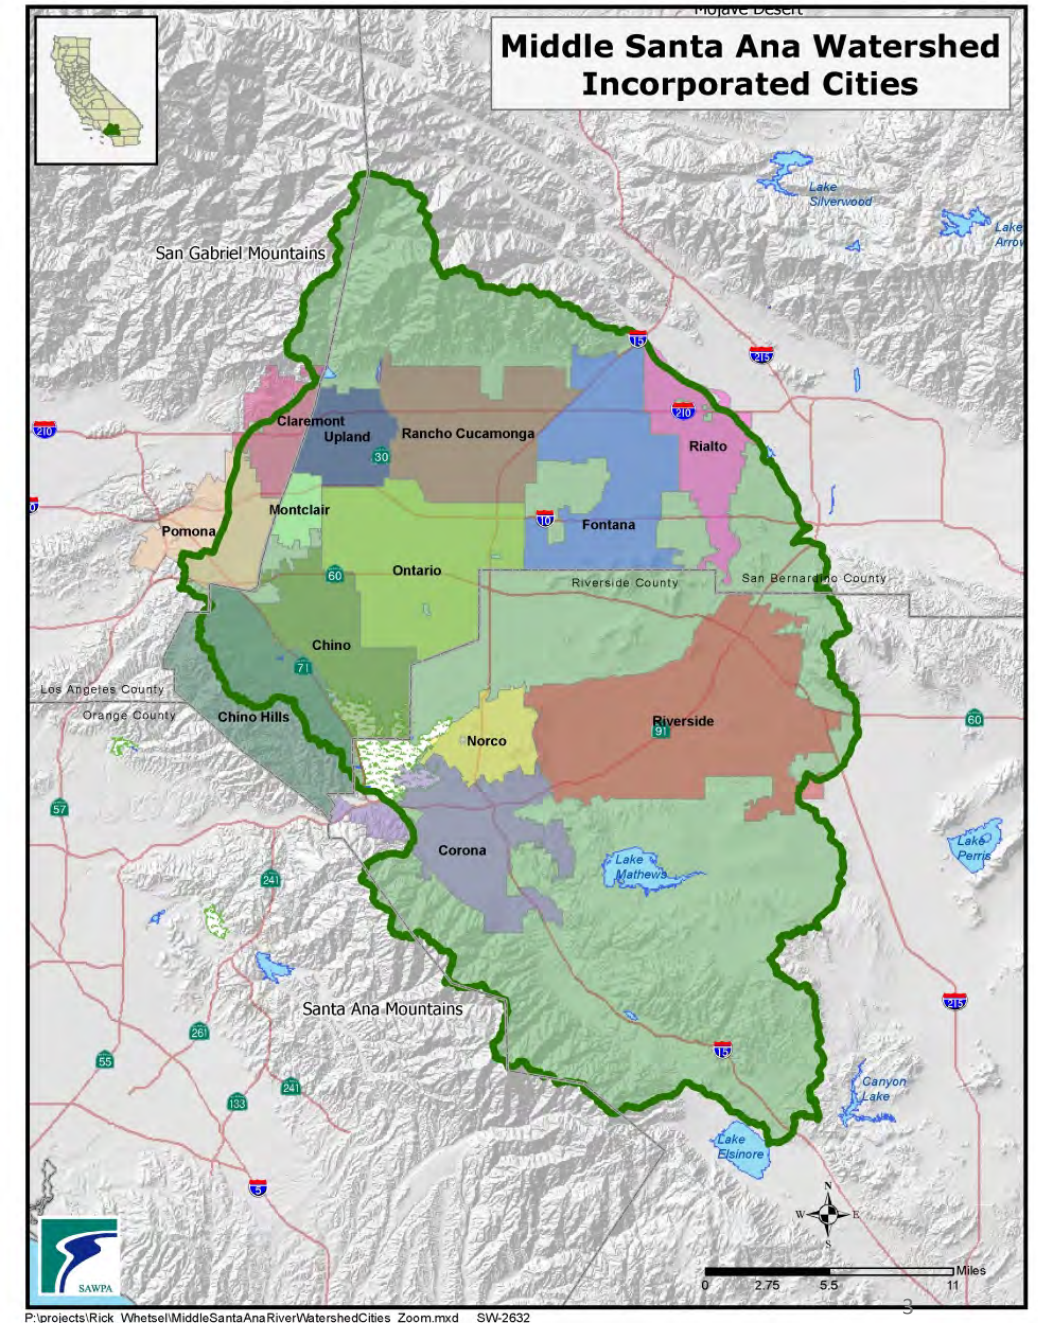 Mojave Desert
Middle Santa Ana Watershed
Incorporated Cities
Lake
Silverwood
Lake
Arrow
San Gabriel Mountains
15
215
210
210
Claremont
Upland
Rancho Cucamonga
Rialto
30
Montclair
10
Fontana
Pomona
60
Ontario
Riverside County
San Bernardino County
Chino
71
Los Angeles County
Orange County
Chino Hills
Norco
Riverside
91
60
57
Corona
Lake
Mathews
Lake
Perris
241
Santa Ana Mountains
215
261
15
55
241
133
Canyon
Lake
Lake
Elsinore
5
N
W E
S
SAWPA
Miles
0 2.75 5.5 11
3
P:\projects\Rick_Whetsel\MiddleSantaAnaRiverWatershedCities_Zoom.mxd SW-2632